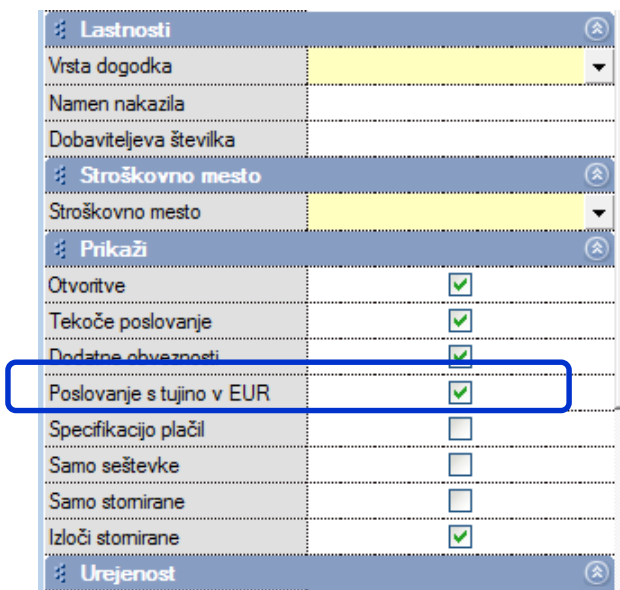 Lastnosti
Vrsta dogodka
Namen nakazila
Dobaviteljeva številka
Stroškovno mesto
Stroškovno mesto
Prikaži
Otvoritve
Tekoče poslovanje
Dodatne obveznosti
Poslovanje s tujino v EUR
Specifikacijo plačil
Samo seštevke
Samo stornirane
Izloči stornirane
Urejenost